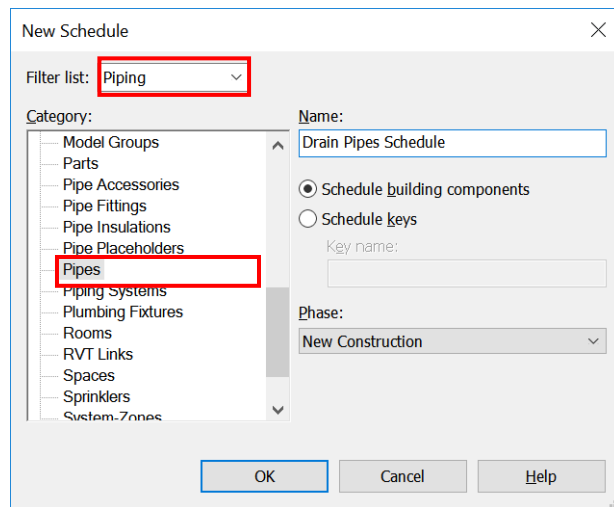 New Schedule
Filter list: Piping
Category:
Model Groups
Parts
Pipe Accessories
Pipe Fittings
Pipe Insulations
Pipe Placeholders
Pipes
Piping Systems
Plumbing Fixtures
Rooms
RVT Links
Spaces
Sprinklers
System-Zones
Name:
Drain Pipes Schedule
Schedule building components
Schedule keys
Key name:
Phase:
New Construction
OK Cancel Help